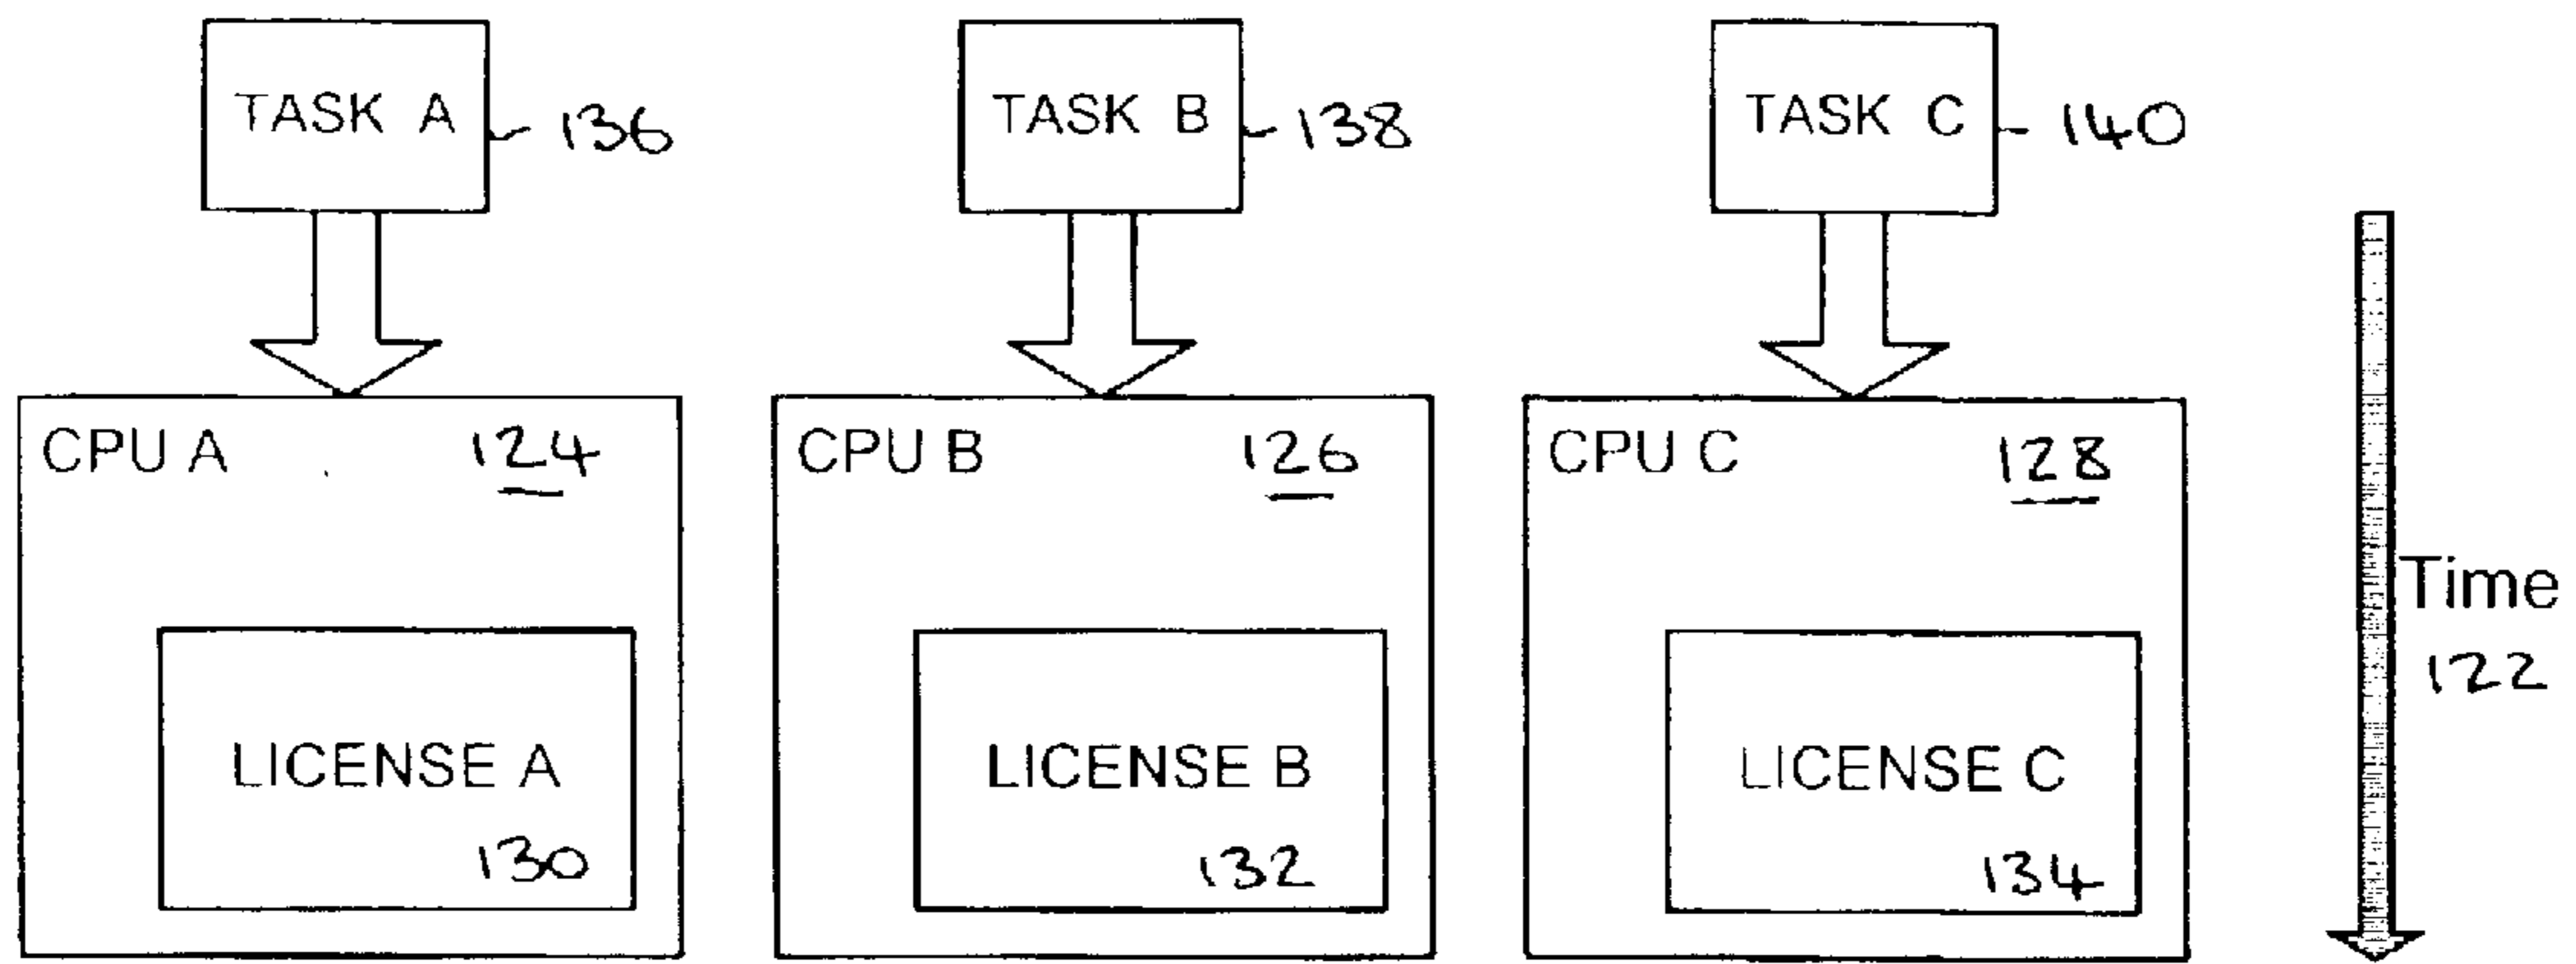 TASK A 136
TASK B 138
TASK C 140
CPU A 124
CPU B 126
CPU C 128
Time
122
LICENSE A
130
LICENSE B
132
LICENSE C
134